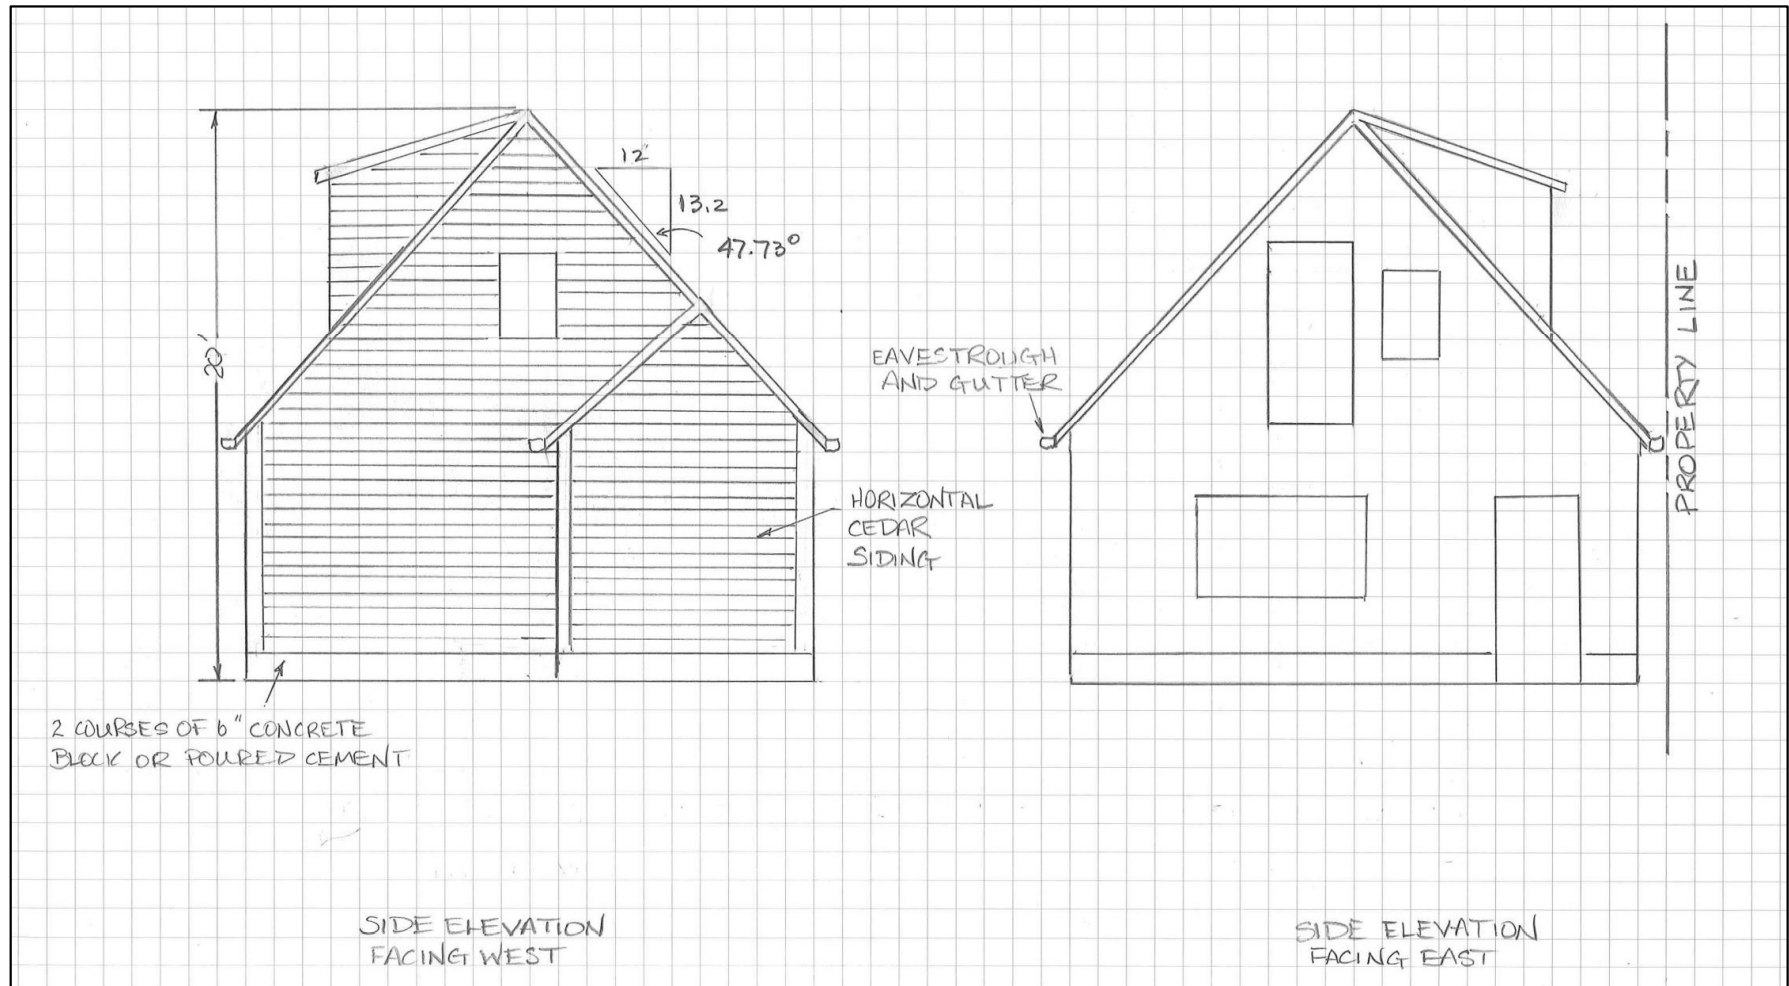 12'
13.2
47.73°
20'
EAVESTROUGH
AND GUTTER
PROPERTY LINE
HORIZONTAL
CEDAR
SIDING
2 COURSES OF 6" CONCRETE
BLOCK OR POURED CEMENT
SIDE ELEVATION
FACING WEST
SIDE ELEVATION
FACING EAST